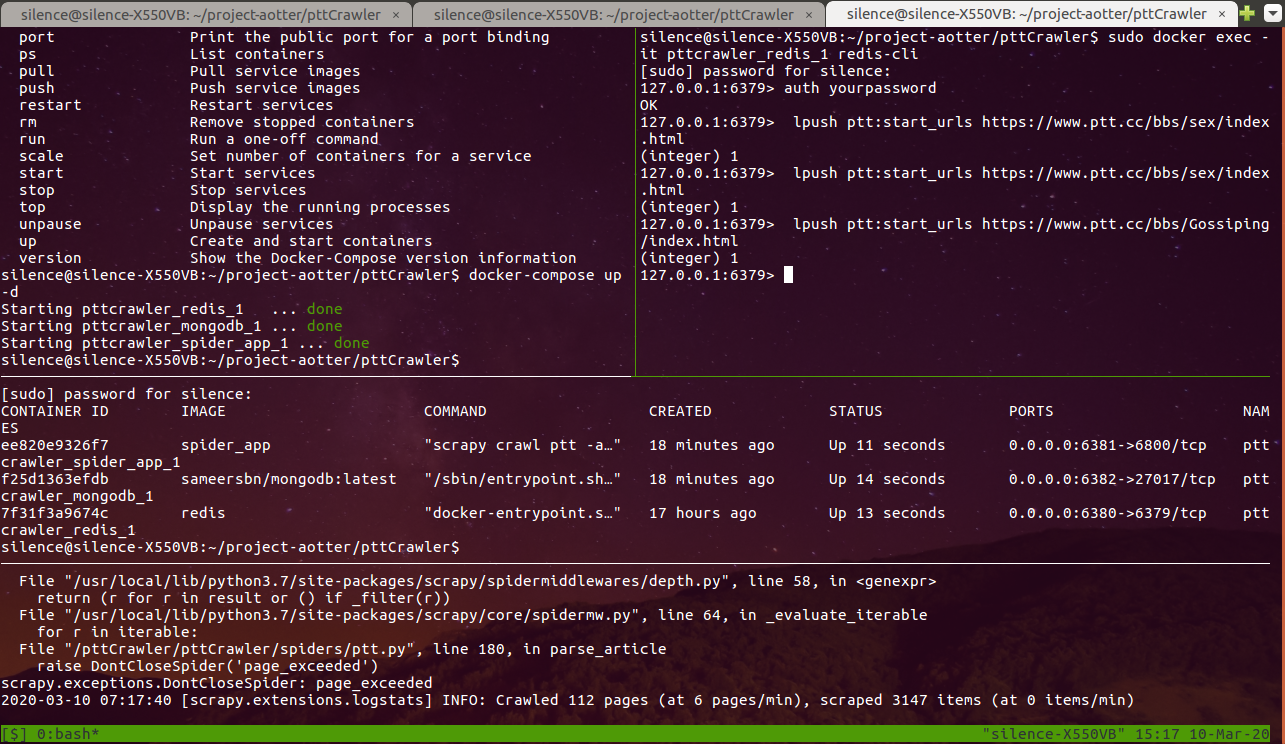 silence@silence-X550VB: ~/project-aotter/pttCrawler ×
silence@silence-X550VB: ~/project-aotter/pttCrawler ×
silence@silence-X550VB: ~/project-aotter/pttCrawler ×
port Print the public port for a port binding
ps List containers
pull Pull service images
push Push service images
restart Restart services
rm Remove stopped containers
run Run a one-off command
scale Set number of containers for a service
start Start services
stop Stop services
top Display the running processes
unpause Unpause services
up Create and start containers
version Show the Docker-Compose version information
silence@silence-X550VB:~/project-aotter/pttCrawler$ docker-compose up
-d
Starting pttcrawler_redis_1 ... done
Starting pttcrawler_mongodb_1 ... done
Starting pttcrawler_spider_app_1 ... done
silence@silence-X550VB:~/project-aotter/pttCrawler$
silence@silence-X550VB:~/project-aotter/pttCrawler$ sudo docker exec -
it pttcrawler_redis_1 redis-cli
[sudo] password for silence:
127.0.0.1:6379> auth yourpassword
OK
127.0.0.1:6379>  lpush ptt:start_urls https://www.ptt.cc/bbs/sex/index
.html
(integer) 1
127.0.0.1:6379>  lpush ptt:start_urls https://www.ptt.cc/bbs/sex/index
.html
(integer) 1
127.0.0.1:6379>  lpush ptt:start_urls https://www.ptt.cc/bbs/Gossiping
/index.html
(integer) 1
127.0.0.1:6379>
[sudo] password for silence:
CONTAINER ID IMAGE COMMAND CREATED STATUS PORTS NAM
ES
ee820e9326f7 spider_app "scrapy crawl ptt -a…" 18 minutes ago Up 11 seconds 0.0.0.0:6381->6800/tcp ptt
crawler_spider_app_1
f25d1363efdb sameersbn/mongodb:latest "/sbin/entrypoint.sh…" 18 minutes ago Up 14 seconds 0.0.0.0:6382->27017/tcp ptt
crawler_mongodb_1
7f31f3a9674c redis "docker-entrypoint.s…" 17 hours ago Up 13 seconds 0.0.0.0:6380->6379/tcp ptt
crawler_redis_1
silence@silence-X550VB:~/project-aotter/pttCrawler$
File "/usr/local/lib/python3.7/site-packages/scrapy/spidermiddlewares/depth.py", line 58, in <genexpr>
return (r for r in result or () if _filter(r))
File "/usr/local/lib/python3.7/site-packages/scrapy/core/spidermw.py", line 64, in _evaluate_iterable
for r in iterable:
File "/pttCrawler/pttCrawler/spiders/ptt.py", line 180, in parse_article
raise DontCloseSpider('page_exceeded')
scrapy.exceptions.DontCloseSpider: page_exceeded
2020-03-10 07:17:40 [scrapy.extensions.logstats] INFO: Crawled 112 pages (at 6 pages/min), scraped 3147 items (at 0 items/min)
[$] 0:bash* "silence-X550VB" 15:17 10-Mar-20